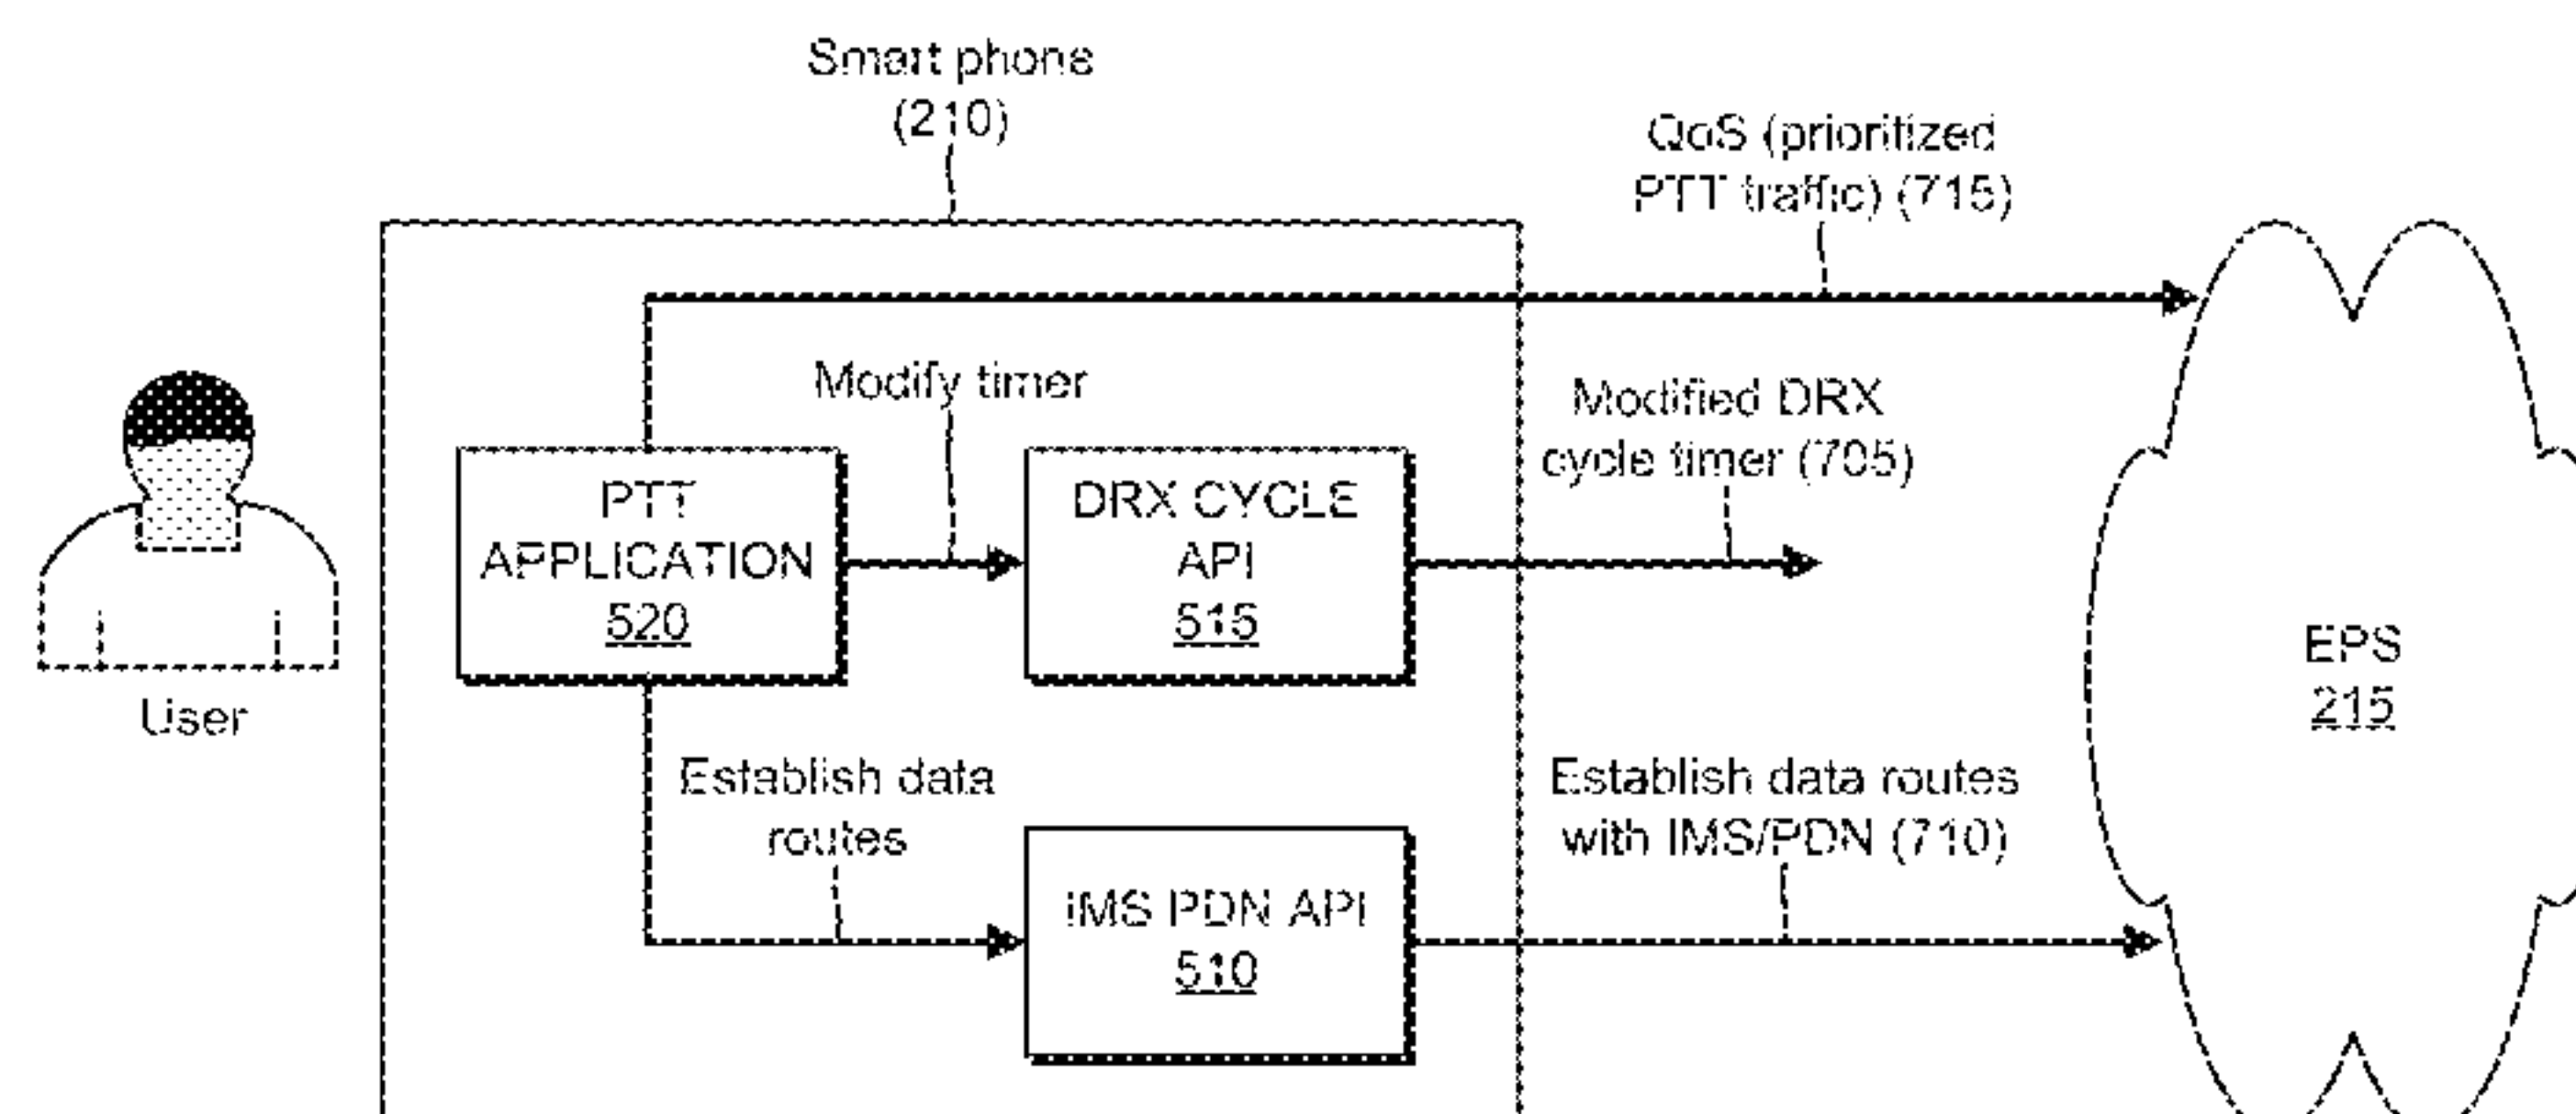 Smart phone
(210)
QoS (prioritized
PTT traffic) (715)
Modify timer
Modified DRX
cycle timer (705)
PTT
APPLICATION
520
DRX CYCLE
API
515
EPS
215
User
Establish data
routes
Establish data routes
with IMS/PDN (710)
IMS PDN API
510